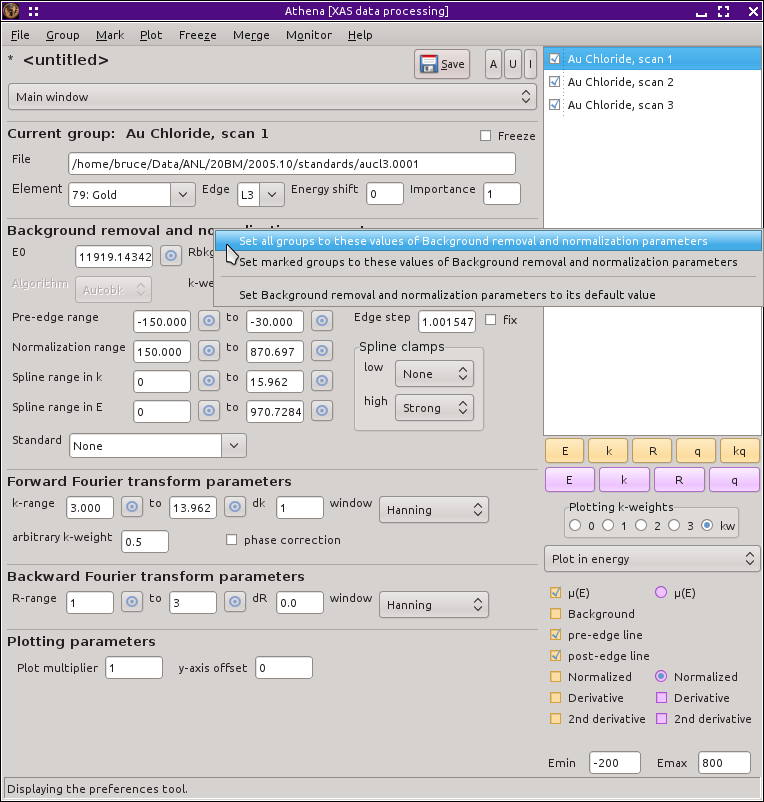 Athena [XAS data processing]
File Group Mark Plot Freeze Merge Monitor Help
* <untitled>
Save
A U I
Main window
Current group: Au Chloride, scan 1
Freeze
File /home/bruce/Data/ANL/20BM/2005.10/standards/aucl3.0001
Element 79: Gold Edge L3 Energy shift 0 Importance 1
Background removal and no
E0 11919.14342 Rbkg
Algorithm Autobk k-we
Set all groups to these values of Background removal and normalization parameters
Set marked groups to these values of Background removal and normalization parameters
Set Background removal and normalization parameters to its default value
Pre-edge range -150.000 to -30.000 Edge step 1.001547 fix
Normalization range 150.000 to 870.697
Spline range in k 0 to 15.962
Spline range in E 0 to 970.7284
Spline clamps
low None
high Strong
Standard None
Forward Fourier transform parameters
k-range 3.000 to 13.962 dk 1 window Hanning
arbitrary k-weight 0.5 phase correction
Backward Fourier transform parameters
R-range 1 to 3 dR 0.0 window Hanning
Plotting parameters
Plot multiplier 1 y-axis offset 0
Au Chloride, scan 1
Au Chloride, scan 2
Au Chloride, scan 3
E k R q kq
E k R q
Plotting k-weights
0 1 2 3 kw
Plot in energy
μ(E) μ(E)
Background
pre-edge line
post-edge line
Normalized Normalized
Derivative Derivative
2nd derivative 2nd derivative
Emin -200 Emax 800
Displaying the preferences tool.